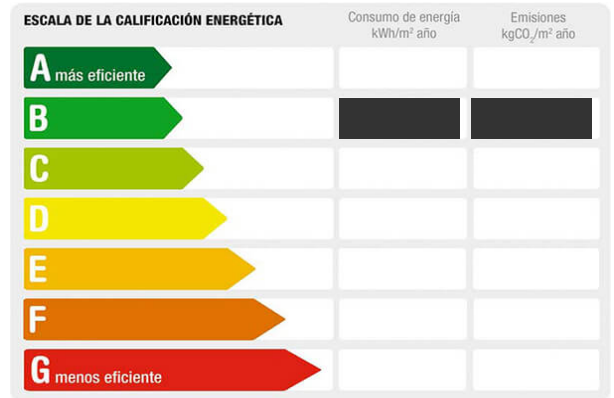 ESCALA DE LA CALIFICACIÓN ENERGÉTICA
Consumo de energía
kWh/m² año
Emisiones
kgCO₂/m² año
A más eficiente
B
C
D
E
F
G menos eficiente